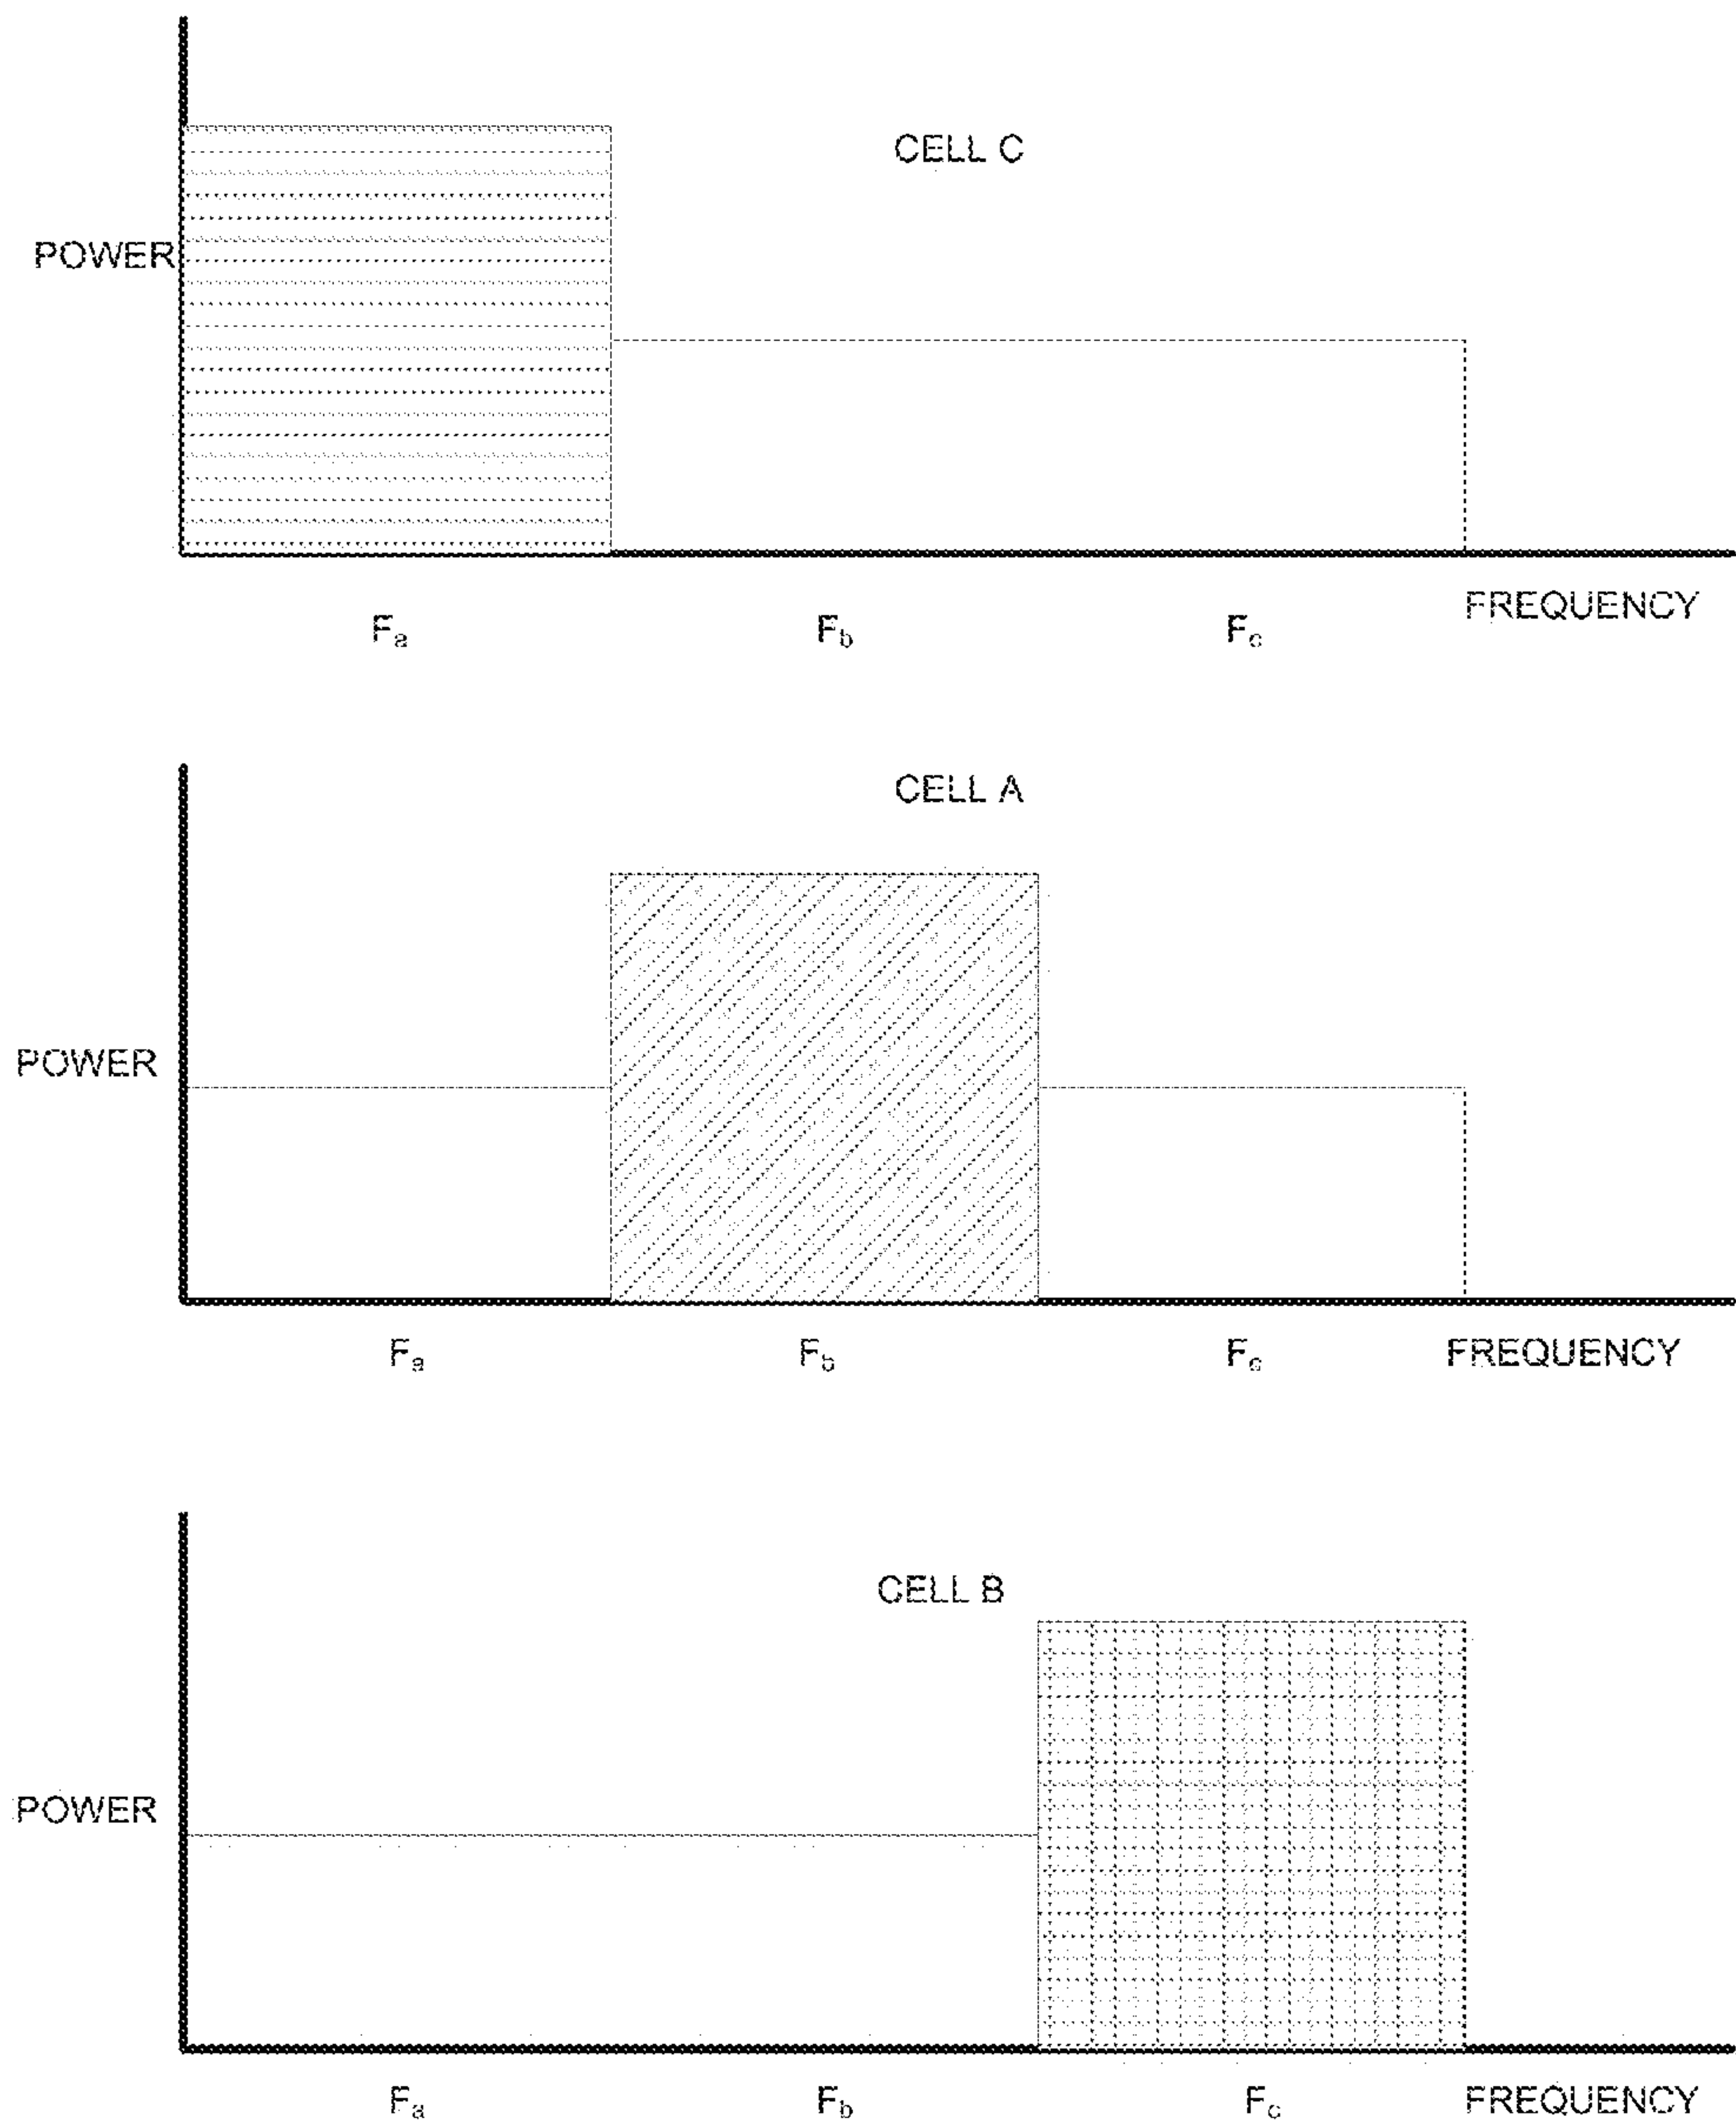 CELL C
POWER
FREQUENCY
Fa Fb Fc
CELL A
POWER
Fa Fb Fc FREQUENCY
CELL B
POWER
Fa Fb Fc FREQUENCY